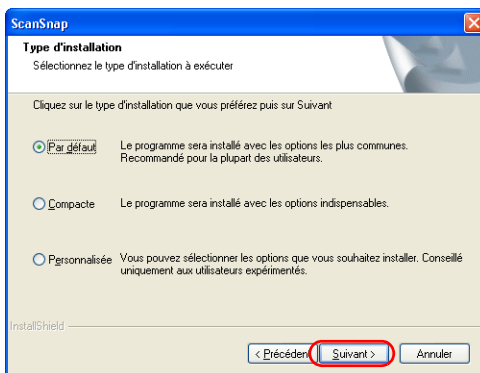 ScanSnap
Type d'installation
Sélectionnez le type d'installation à exécuter
Cliquez sur le type d'installation que vous préférez puis sur Suivant
Par défaut
Le programme sera installé avec les options les plus communes.
Recommandé pour la plupart des utilisateurs.
Compacte
Le programme sera installé avec les options indispensables.
Personnalisée
Vous pouvez sélectionner les options que vous souhaitez installer. Conseillé
uniquement aux utilisateurs expérimentés.
InstallShield
< Précéden
Suivant >
Annuler